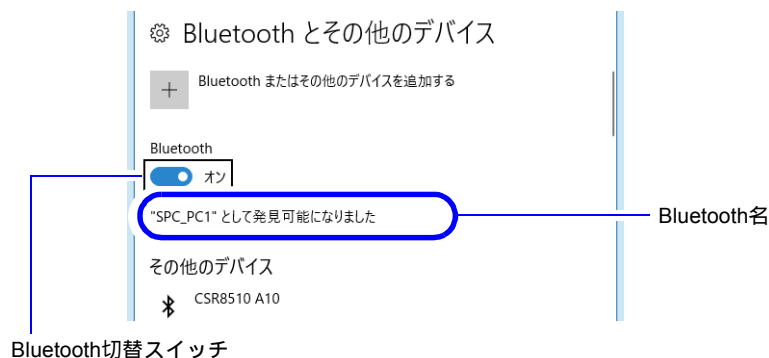 Bluetooth とその他のデバイス
Bluetooth またはその他のデバイスを追加する
Bluetooth
オン
"SPC_PC1" として発見可能になりました
Bluetooth名
その他のデバイス
CSR8510 A10
Bluetooth切替スイッチ